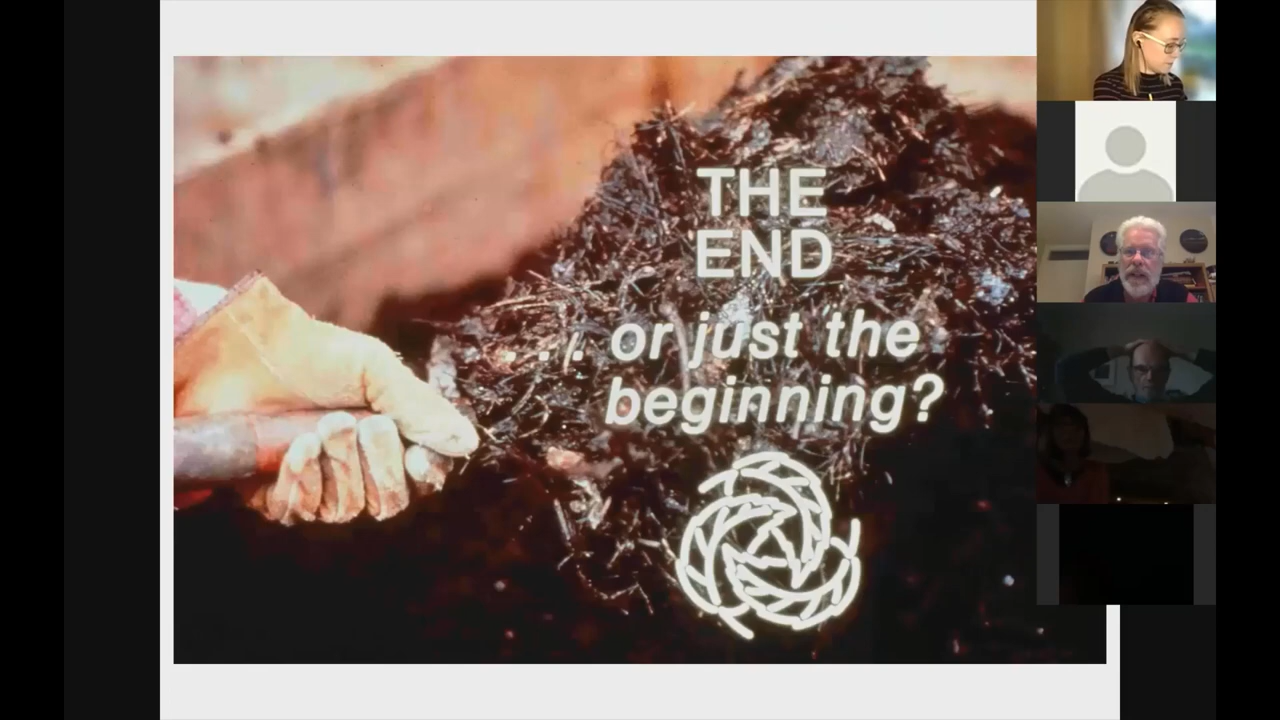 THE
END
. . . or just the
beginning?